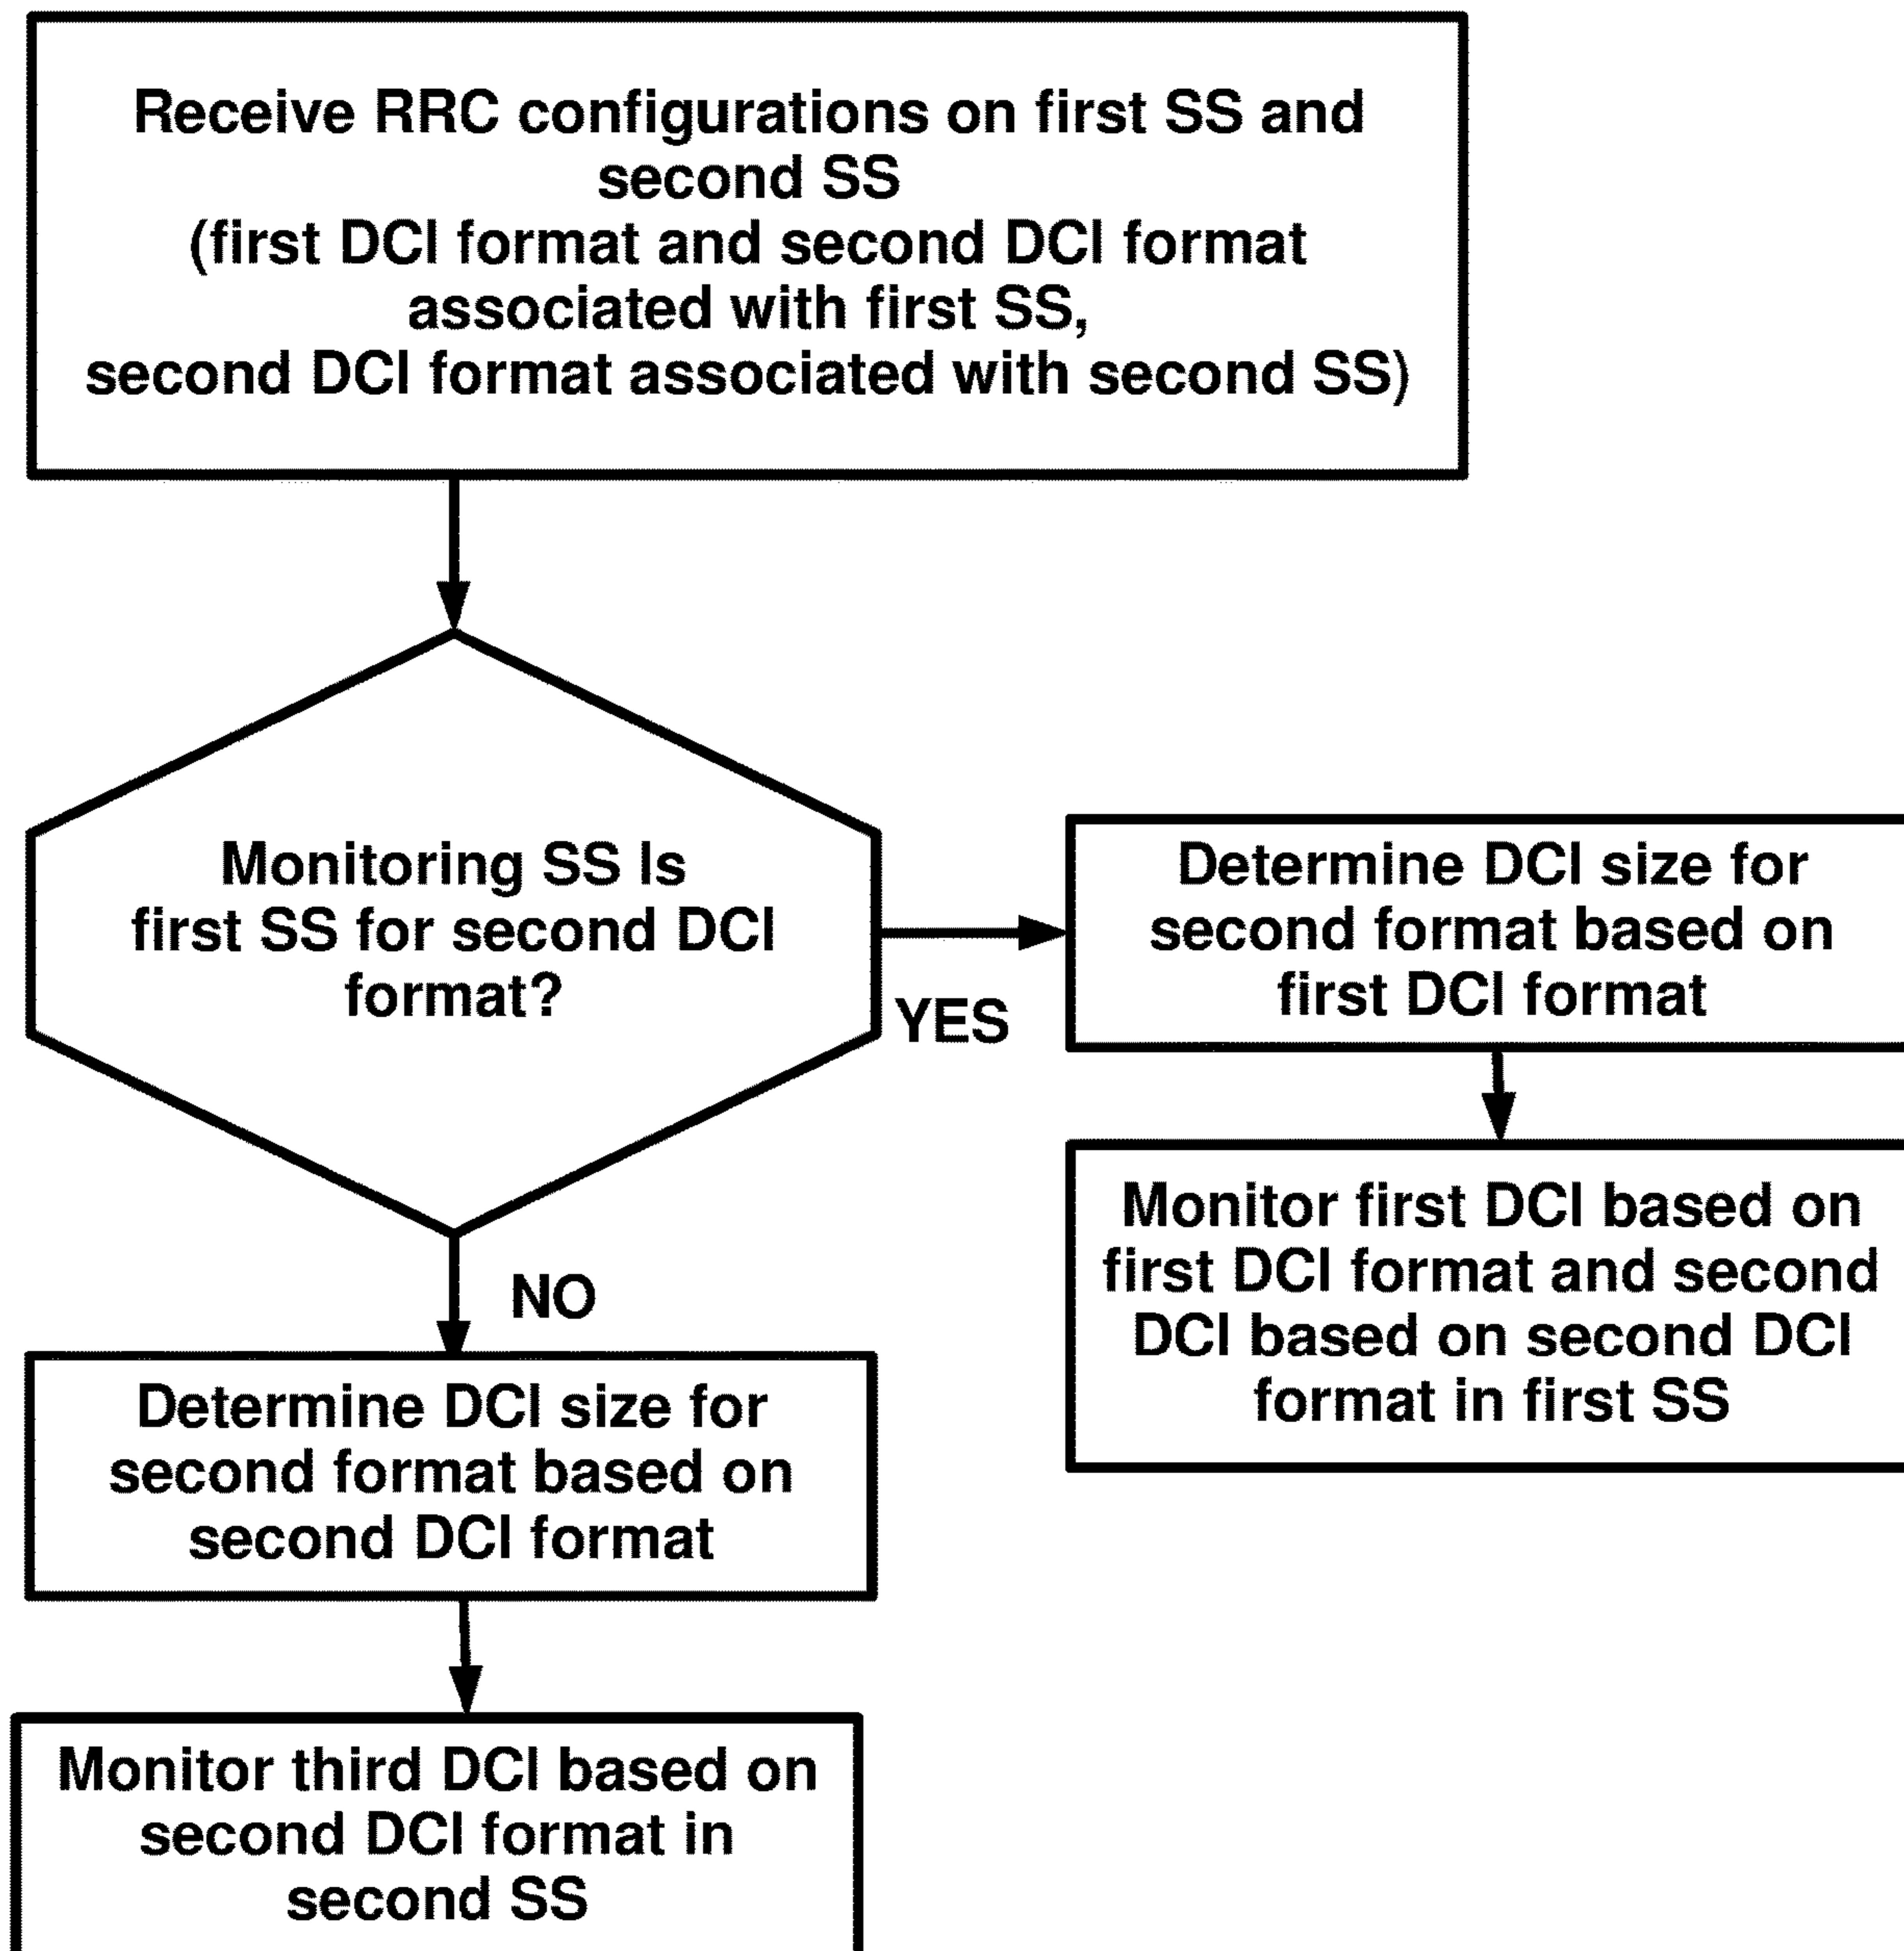 Receive RRC configurations on first SS and
second SS
(first DCI format and second DCI format
associated with first SS,
second DCI format associated with second SS)
Monitoring SS Is
first SS for second DCI
format?
YES
Determine DCI size for
second format based on
first DCI format
Monitor first DCI based on
first DCI format and second
DCI based on second DCI
format in first SS
NO
Determine DCI size for
second format based on
second DCI format
Monitor third DCI based on
second DCI format in
second SS